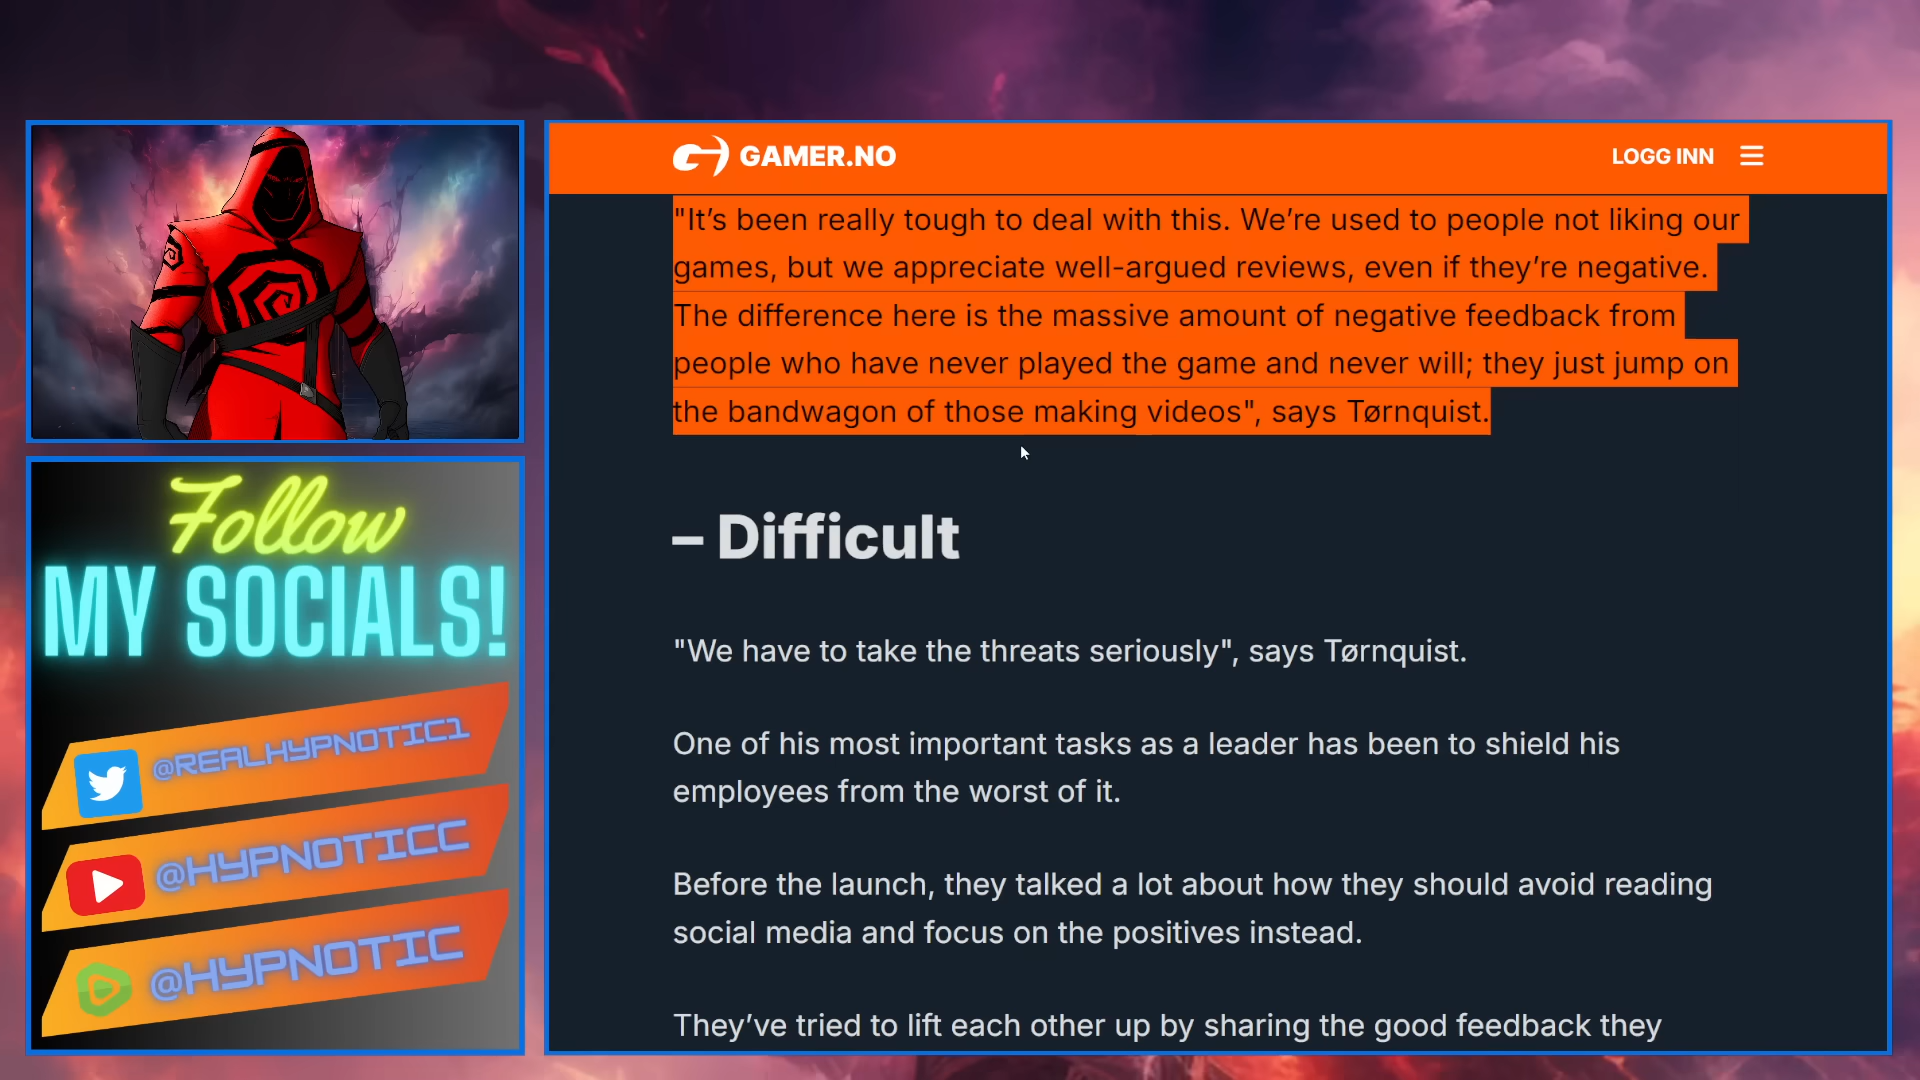 GAMER.NO
LOGG INN
"It’s been really tough to deal with this. We’re used to people not liking our
games, but we appreciate well-argued reviews, even if they’re negative.
The difference here is the massive amount of negative feedback from
people who have never played the game and never will; they just jump on
the bandwagon of those making videos", says Tørnquist.
– Difficult
"We have to take the threats seriously", says Tørnquist.
One of his most important tasks as a leader has been to shield his
employees from the worst of it.
Before the launch, they talked a lot about how they should avoid reading
social media and focus on the positives instead.
They’ve tried to lift each other up by sharing the good feedback they
Follow
MY SOCIALS!
@REALHYPNOTIC1
@HYPNOTICC
@HYPNOTIC